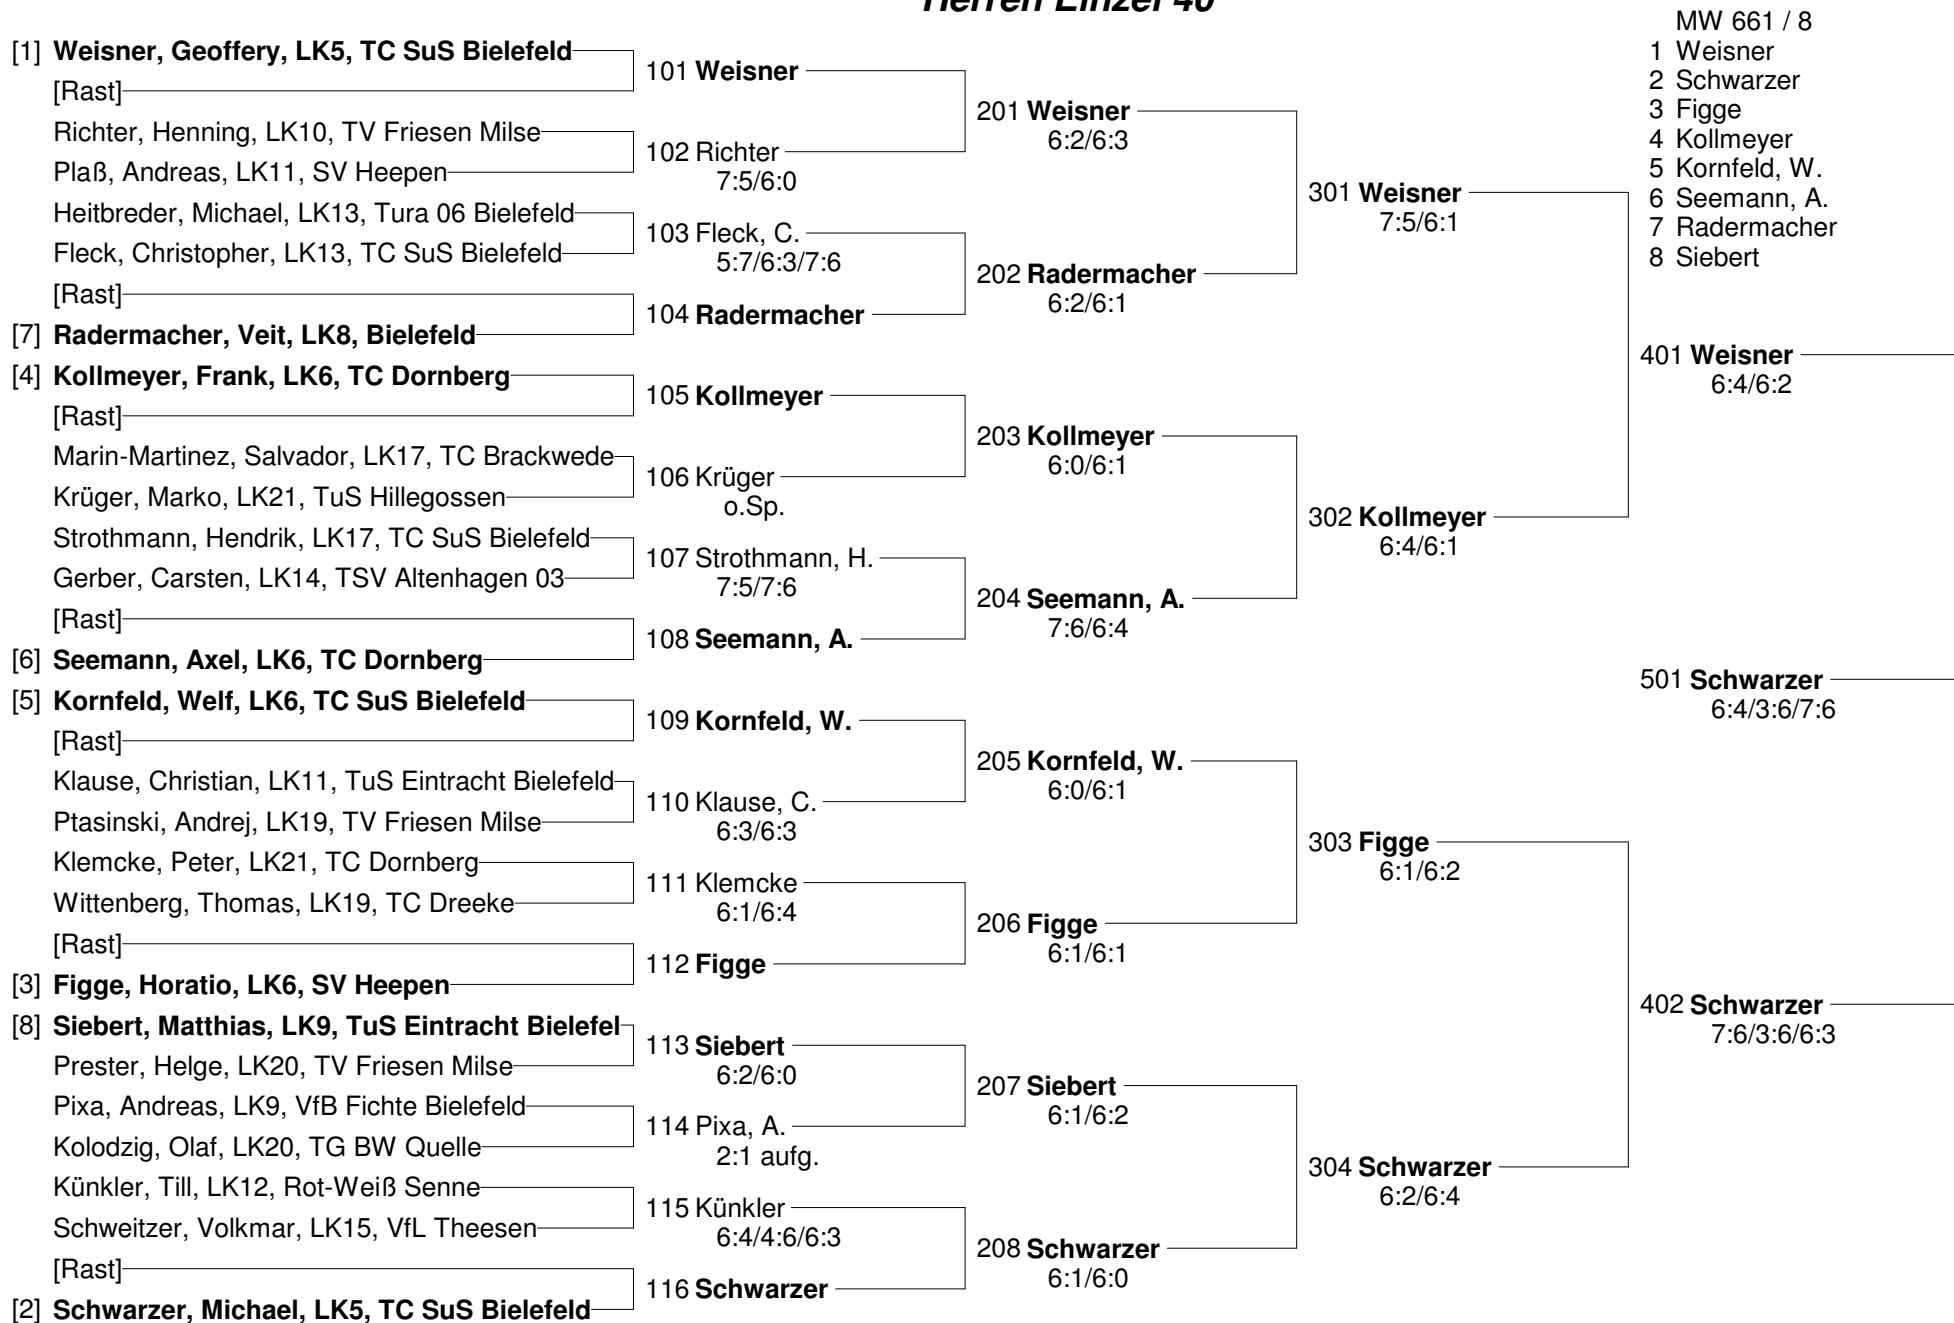 Herren Einzel 40
MW 661 / 8
1 Weisner
2 Schwarzer
3 Figge
4 Kollmeyer
5 Kornfeld, W.
6 Seemann, A.
7 Radermacher
8 Siebert
[1] Weisner, Geoffery, LK5, TC SuS Bielefeld
[Rast]
Richter, Henning, LK10, TV Friesen Milse
Plaß, Andreas, LK11, SV Heepen
Heitbreder, Michael, LK13, Tura 06 Bielefeld
Fleck, Christopher, LK13, TC SuS Bielefeld
[Rast]
[7] Radermacher, Veit, LK8, Bielefeld
[4] Kollmeyer, Frank, LK6, TC Dornberg
[Rast]
Marin-Martinez, Salvador, LK17, TC Brackwede
Krüger, Marko, LK21, TuS Hillegossen
Strothmann, Hendrik, LK17, TC SuS Bielefeld
Gerber, Carsten, LK14, TSV Altenhagen 03
[Rast]
[6] Seemann, Axel, LK6, TC Dornberg
[5] Kornfeld, Welf, LK6, TC SuS Bielefeld
[Rast]
Klause, Christian, LK11, TuS Eintracht Bielefeld
Ptasinski, Andrej, LK19, TV Friesen Milse
Klemcke, Peter, LK21, TC Dornberg
Wittenberg, Thomas, LK19, TC Dreeke
[Rast]
[3] Figge, Horatio, LK6, SV Heepen
[8] Siebert, Matthias, LK9, TuS Eintracht Bielefel
Prester, Helge, LK20, TV Friesen Milse
Pixa, Andreas, LK9, VfB Fichte Bielefeld
Kolodzig, Olaf, LK20, TG BW Quelle
Künkler, Till, LK12, Rot-Weiß Senne
Schweitzer, Volkmar, LK15, VfL Theesen
[Rast]
[2] Schwarzer, Michael, LK5, TC SuS Bielefeld
101 Weisner
102 Richter
7:5/6:0
103 Fleck, C.
5:7/6:3/7:6
104 Radermacher
105 Kollmeyer
106 Krüger
o.Sp.
107 Strothmann, H.
7:5/7:6
108 Seemann, A.
109 Kornfeld, W.
110 Klause, C.
6:3/6:3
111 Klemcke
6:1/6:4
112 Figge
113 Siebert
6:2/6:0
114 Pixa, A.
2:1 aufg.
115 Künkler
6:4/4:6/6:3
116 Schwarzer
201 Weisner
6:2/6:3
202 Radermacher
6:2/6:1
203 Kollmeyer
6:0/6:1
204 Seemann, A.
7:6/6:4
205 Kornfeld, W.
6:0/6:1
206 Figge
6:1/6:1
207 Siebert
6:1/6:2
208 Schwarzer
6:1/6:0
301 Weisner
7:5/6:1
302 Kollmeyer
6:4/6:1
303 Figge
6:1/6:2
304 Schwarzer
6:2/6:4
401 Weisner
6:4/6:2
402 Schwarzer
7:6/3:6/6:3
501 Schwarzer
6:4/3:6/7:6